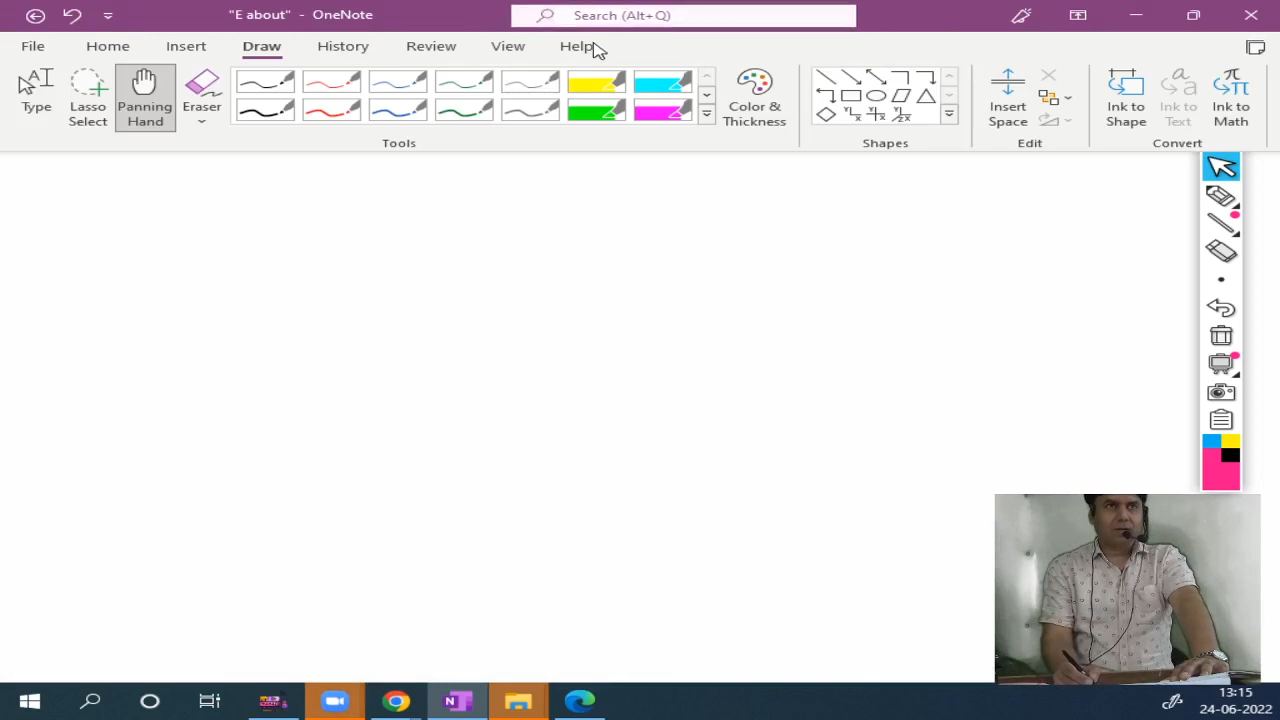 "E about" - OneNote
Search (Alt+Q)
File Home Insert Draw History Review View Help
Type
Lasso Select
Panning Hand
Eraser
Color & Thickness
Insert Space
Ink to Shape
Ink to Text
Ink to Math
Tools Shapes Edit Convert
13:15
24-06-2022